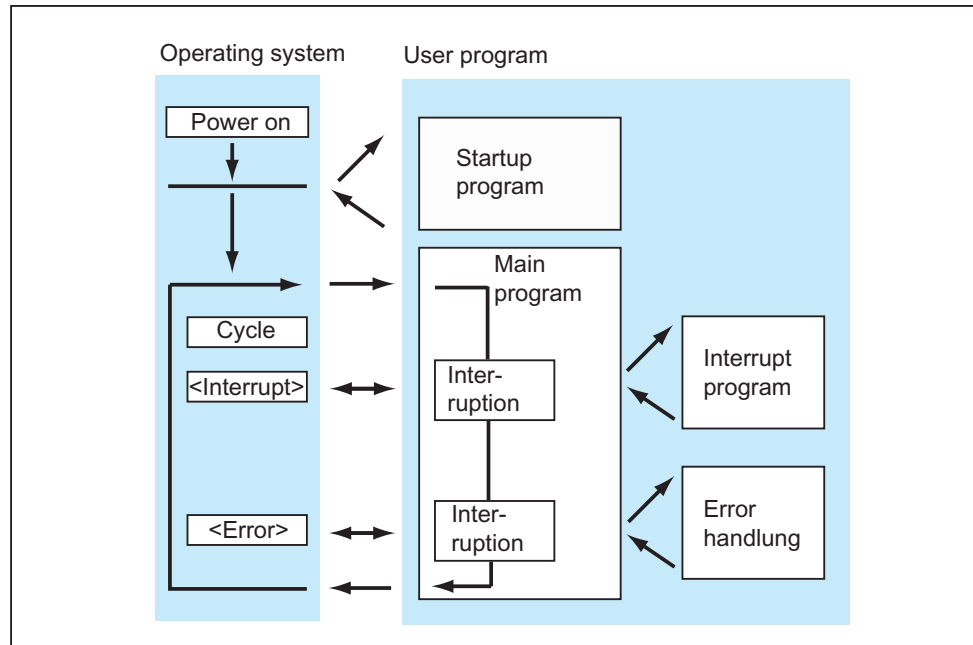 Operating system
User program
Power on
Startup
program
Main
program
Cycle
<Interrupt>
Inter-
ruption
Interrupt
program
<Error>
Inter-
ruption
Error
handlung